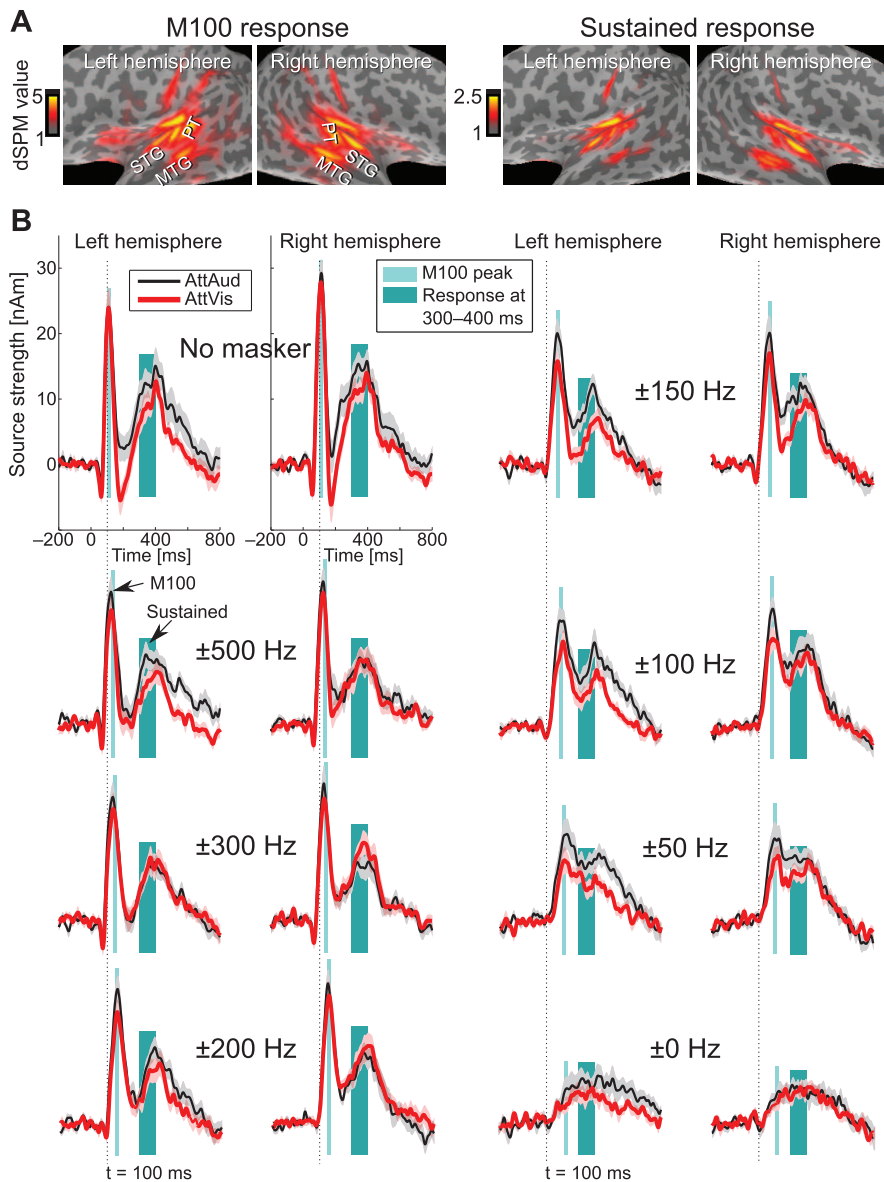 A
M100 response
Sustained response
dSPM value
5
1
Left hemisphere
PT
STG
MTG
Right hemisphere
PT
STG
MTG
2.5
1
Left hemisphere
Right hemisphere
B
Left hemisphere
Right hemisphere
Left hemisphere
Right hemisphere
Source strength [nAm]
30
20
10
0
–10
AttAud
AttVis
M100 peak
Response at
300–400 ms
No masker
±150 Hz
–200
0
400
800
Time [ms]
–200
0
400
800
Time [ms]
M100
Sustained
±500 Hz
±100 Hz
±300 Hz
±50 Hz
±200 Hz
±0 Hz
t = 100 ms
t = 100 ms